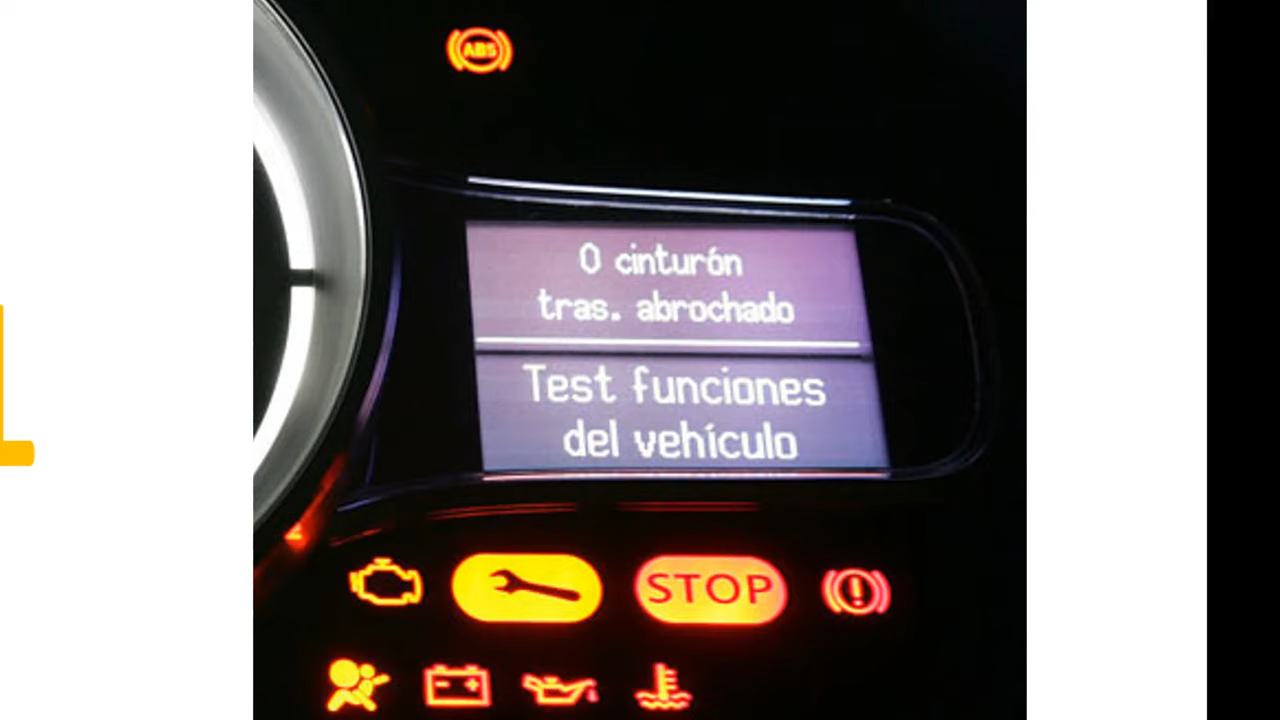 ABS
0 cinturón
tras. abrochado
Test funciones
del vehículo
STOP